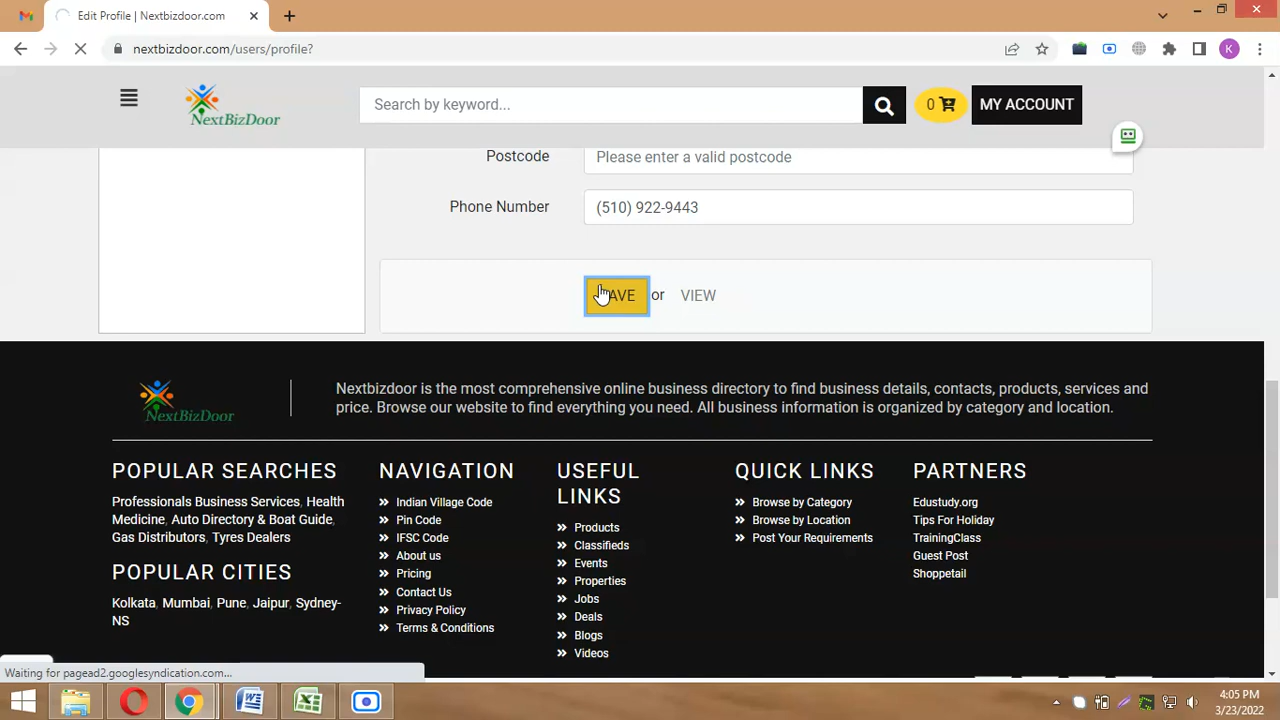 Edit Profile | Nextbizdoor.com
nextbizdoor.com/users/profile?
K
NextBizDoor
Search by keyword...
0
MY ACCOUNT
Postcode
Please enter a valid postcode
Phone Number
(510) 922-9443
SAVE or VIEW
NextBizDoor
Nextbizdoor is the most comprehensive online business directory to find business details, contacts, products, services and
price. Browse our website to find everything you need. All business information is organized by category and location.
POPULAR SEARCHES
Professionals Business Services, Health
Medicine, Auto Directory & Boat Guide,
Gas Distributors, Tyres Dealers
POPULAR CITIES
Kolkata, Mumbai, Pune, Jaipur, Sydney-
NS
NAVIGATION
Indian Village Code
Pin Code
IFSC Code
About us
Pricing
Contact Us
Privacy Policy
Terms & Conditions
USEFUL
LINKS
Products
Classifieds
Events
Properties
Jobs
Deals
Blogs
Videos
QUICK LINKS
Browse by Category
Browse by Location
Post Your Requirements
PARTNERS
Edustudy.org
Tips For Holiday
TrainingClass
Guest Post
Shoppetail
Waiting for pagead2.googlesyndication.com...
4:05 PM
3/23/2022